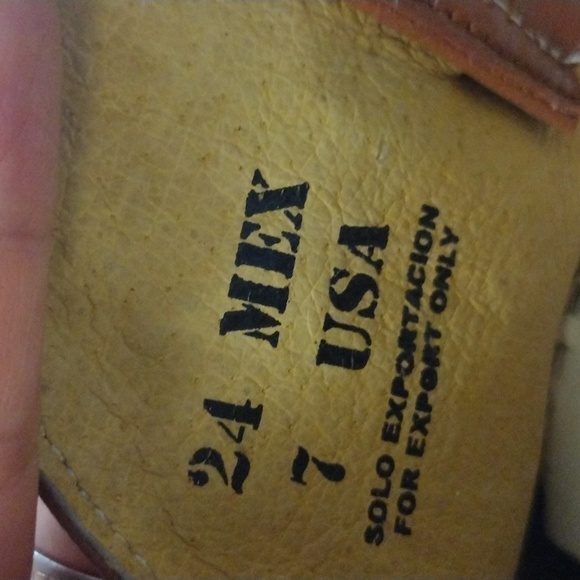 24 MEX
7 USA
SOLO EXPORTACION
FOR EXPORT ONLY